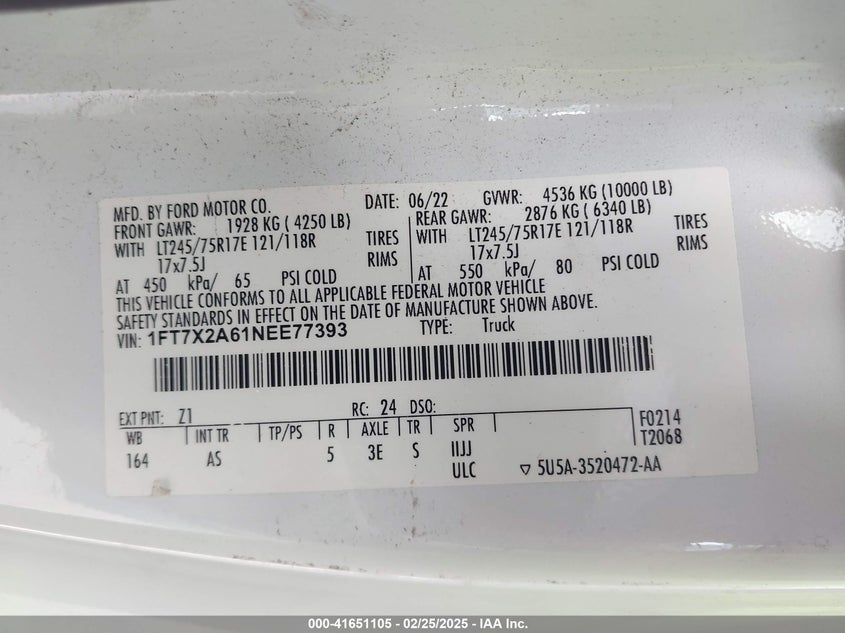 MFD. BY FORD MOTOR CO.
DATE: 06/22 GVWR: 4536 KG (10000 LB)
FRONT GAWR: 1928 KG ( 4250 LB)
WITH LT245/75R17E 121/118R TIRES
17x7.5J RIMS
AT 450 kPa/ 65 PSI COLD
REAR GAWR: 2876 KG ( 6340 LB)
WITH LT245/75R17E 121/118R TIRES
17x7.5J RIMS
AT 550 kPa/ 80 PSI COLD
THIS VEHICLE CONFORMS TO ALL APPLICABLE FEDERAL MOTOR VEHICLE
SAFETY STANDARDS IN EFFECT ON THE DATE OF MANUFACTURE SHOWN ABOVE.
VIN: 1FT7X2A61NEE77393 TYPE: Truck
EXT PNT: Z1 RC: 24 DSO:
WB INT TR TP/PS R AXLE TR SPR
164 AS 5 3E S IIJJ
ULC
F0214
T2068
▽ 5U5A-3520472-AA
000-41651105 - 02/25/2025 - IAA Inc.